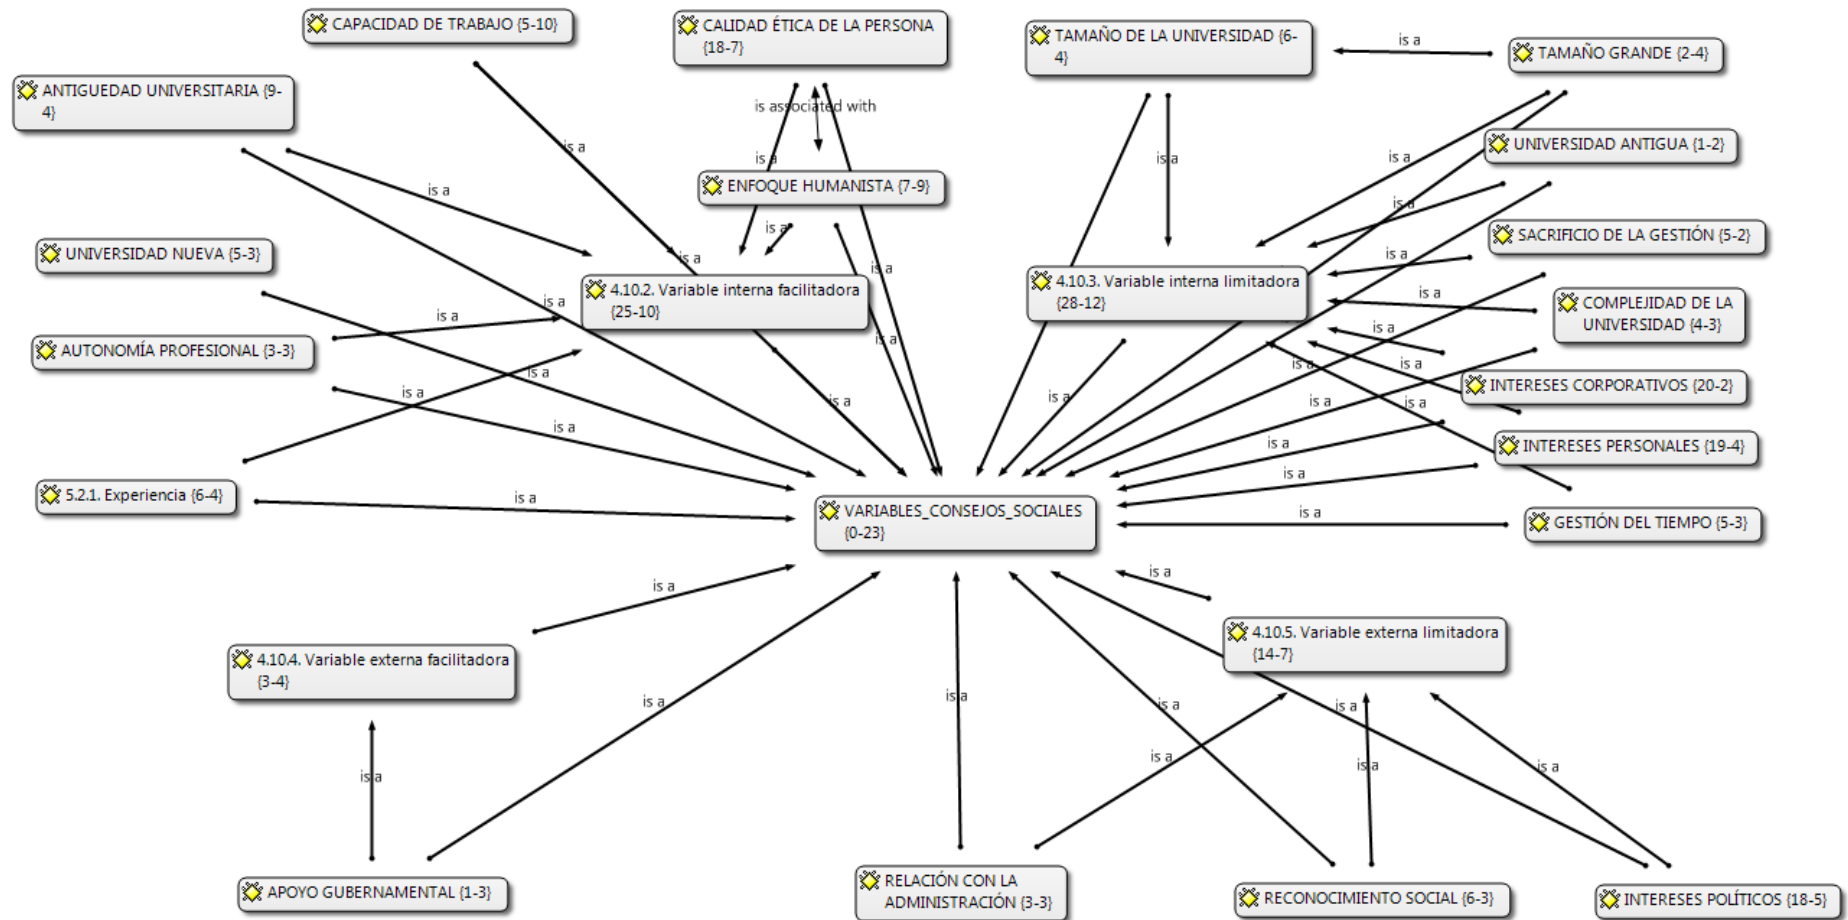 CAPACIDAD DE TRABAJO {5-10}
CALIDAD ÉTICA DE LA PERSONA
{18-7}
TAMAÑO DE LA UNIVERSIDAD {6-
4}
is a
TAMAÑO GRANDE {2-4}
ANTIGUEDAD UNIVERSITARIA {9-
4}
is associated with
is a
is a
is a
is a
UNIVERSIDAD ANTIGUA {1-2}
ENFOQUE HUMANISTA {7-9}
is a
is a
is a
SACRIFICIO DE LA GESTIÓN {5-2}
UNIVERSIDAD NUEVA {5-3}
is a
is a
is a
4.10.2. Variable interna facilitadora
{25-10}
4.10.3. Variable interna limitadora
{28-12}
is a
COMPLEJIDAD DE LA
UNIVERSIDAD {4-3}
is a
is a
is a
is a
AUTONOMÍA PROFESIONAL {3-3}
is a
is a
is a
is a
INTERESES CORPORATIVOS {20-2}
is a
is a
is a
is a
is a
is a
is a
INTERESES PERSONALES {19-4}
is a
5.2.1. Experiencia {6-4}
is a
VARIABLES_CONSEJOS_SOCIALES
{0-23}
is a
GESTIÓN DEL TIEMPO {5-3}
is a
is a
4.10.4. Variable externa facilitadora
{3-4}
4.10.5. Variable externa limitadora
{14-7}
is a
is a
is a
is a
is a
is a
is a
is a
APOYO GUBERNAMENTAL {1-3}
RELACIÓN CON LA
ADMINISTRACIÓN {3-3}
RECONOCIMIENTO SOCIAL {6-3}
INTERESES POLÍTICOS {18-5}